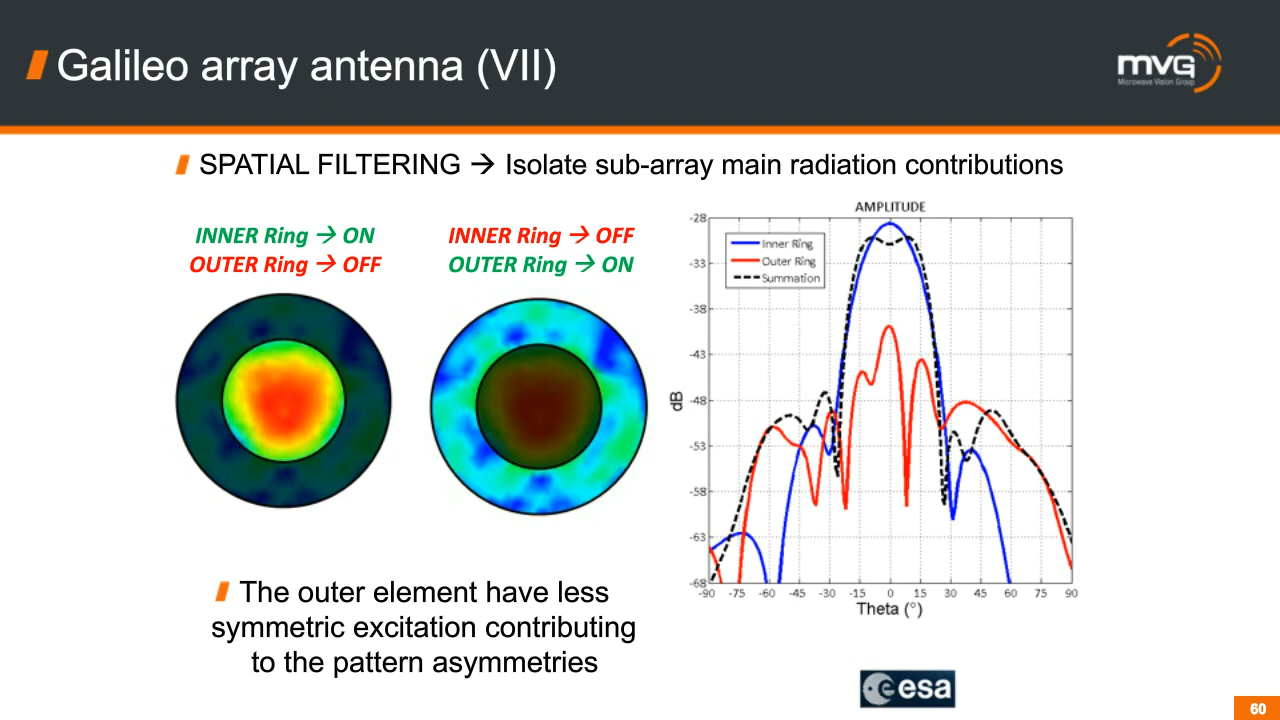 Galileo array antenna (VII)
mvg
Microwave Vision Group
SPATIAL FILTERING → Isolate sub-array main radiation contributions
INNER Ring → ON
OUTER Ring → OFF
INNER Ring → OFF
OUTER Ring → ON
AMPLITUDE
-28
-33
-38
-43
-48
-53
-58
-63
-68
dB
Inner Ring
Outer Ring
Summation
-90 -75 -60 -45 -30 -15 0 15 30 45 60 75 90
Theta (°)
The outer element have less
symmetric excitation contributing
to the pattern asymmetries
esa
60